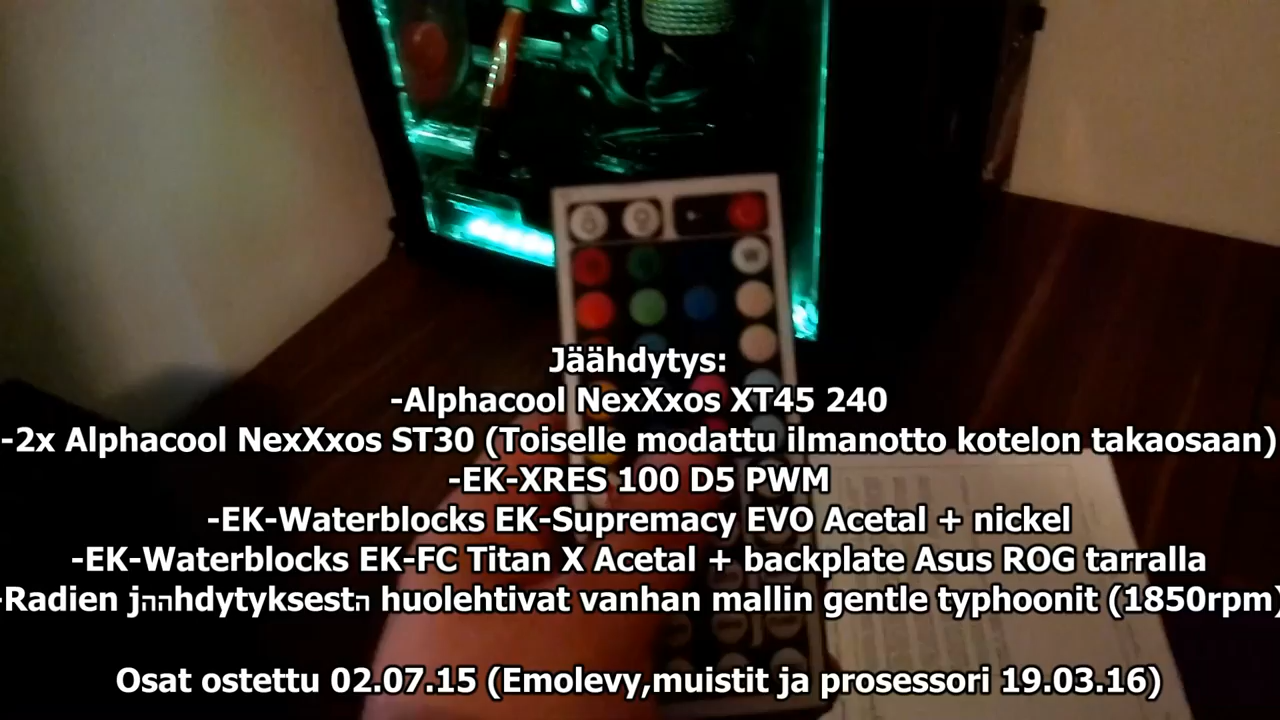 Jäähdytys:
-Alphacool NexXxos XT45 240
-2x Alphacool NexXxos ST30 (Toiselle modattu ilmanotto kotelon takaosaan)
-EK-XRES 100 D5 PWM
-EK-Waterblocks EK-Supremacy EVO Acetal + nickel
-EK-Waterblocks EK-FC Titan X Acetal + backplate Asus ROG tarralla
-Radien jההhdytyksestה huolehtivat vanhan mallin gentle typhoonit (1850rpm)
Osat ostettu 02.07.15 (Emolevy,muistit ja prosessori 19.03.16)